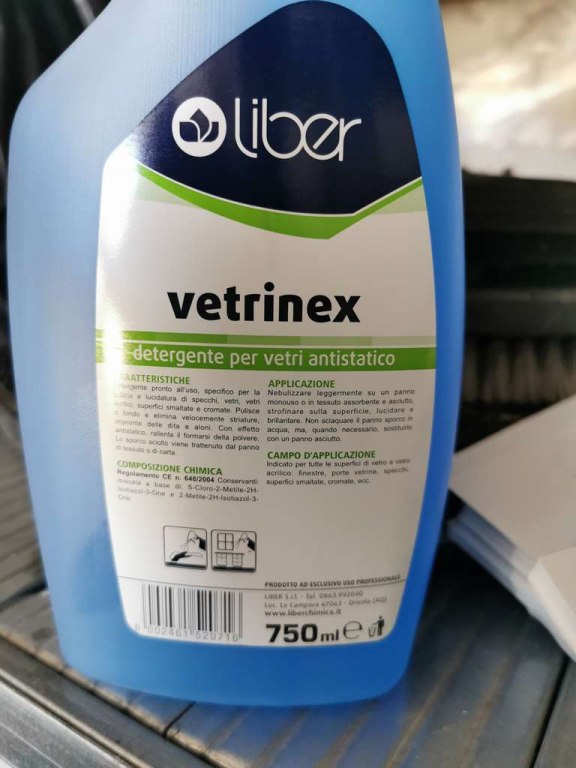 liber
vetrinex
detergente per vetri antistatico
CARATTERISTICHE
Detergente pronto all'uso, specifico per la
pulizia e lucidatura di specchi, vetri, vetri
acrilici, superfici smaltate e cromate. Pulisce
a fondo e elimina velocemente striature,
impronte delle dita e aloni. Con effetto
antistatico, rallenta il formarsi della polvere.
Lo sporco sciolto viene trattenuto dal panno
di tessuto o di carta.
COMPOSIZIONE CHIMICA
Regolamento CE n. 648/2004 Conservanti:
miscela a base di: 5-Cloro-2-Metile-2H-
Isotiazol-3-One e 2-Metile-2H-Isotiazol-3-
One
APPLICAZIONE
Nebulizzare leggermente su un panno
monouso o in tessuto assorbente e asciutto,
strofinare sulla superficie, lucidare e
brillantare. Non sciaquare il panno sporco in
acqua, ma, quando necessario, sostituirlo
con un panno asciutto.
CAMPO D'APPLICAZIONE
Indicato per tutte le superfici di vetro e vetro
acrilico: finestre, porte vetrine, specchi,
superfici smaltate, cromate, ecc.
PRODOTTO AD ESCLUSIVO USO PROFESSIONALE
LIBER S.r.l. - tel. 0863 992040
Loc. Le Campora 67063 - Oricola (AQ)
www.liberchimica.it
8 002461 520716
750 ml e